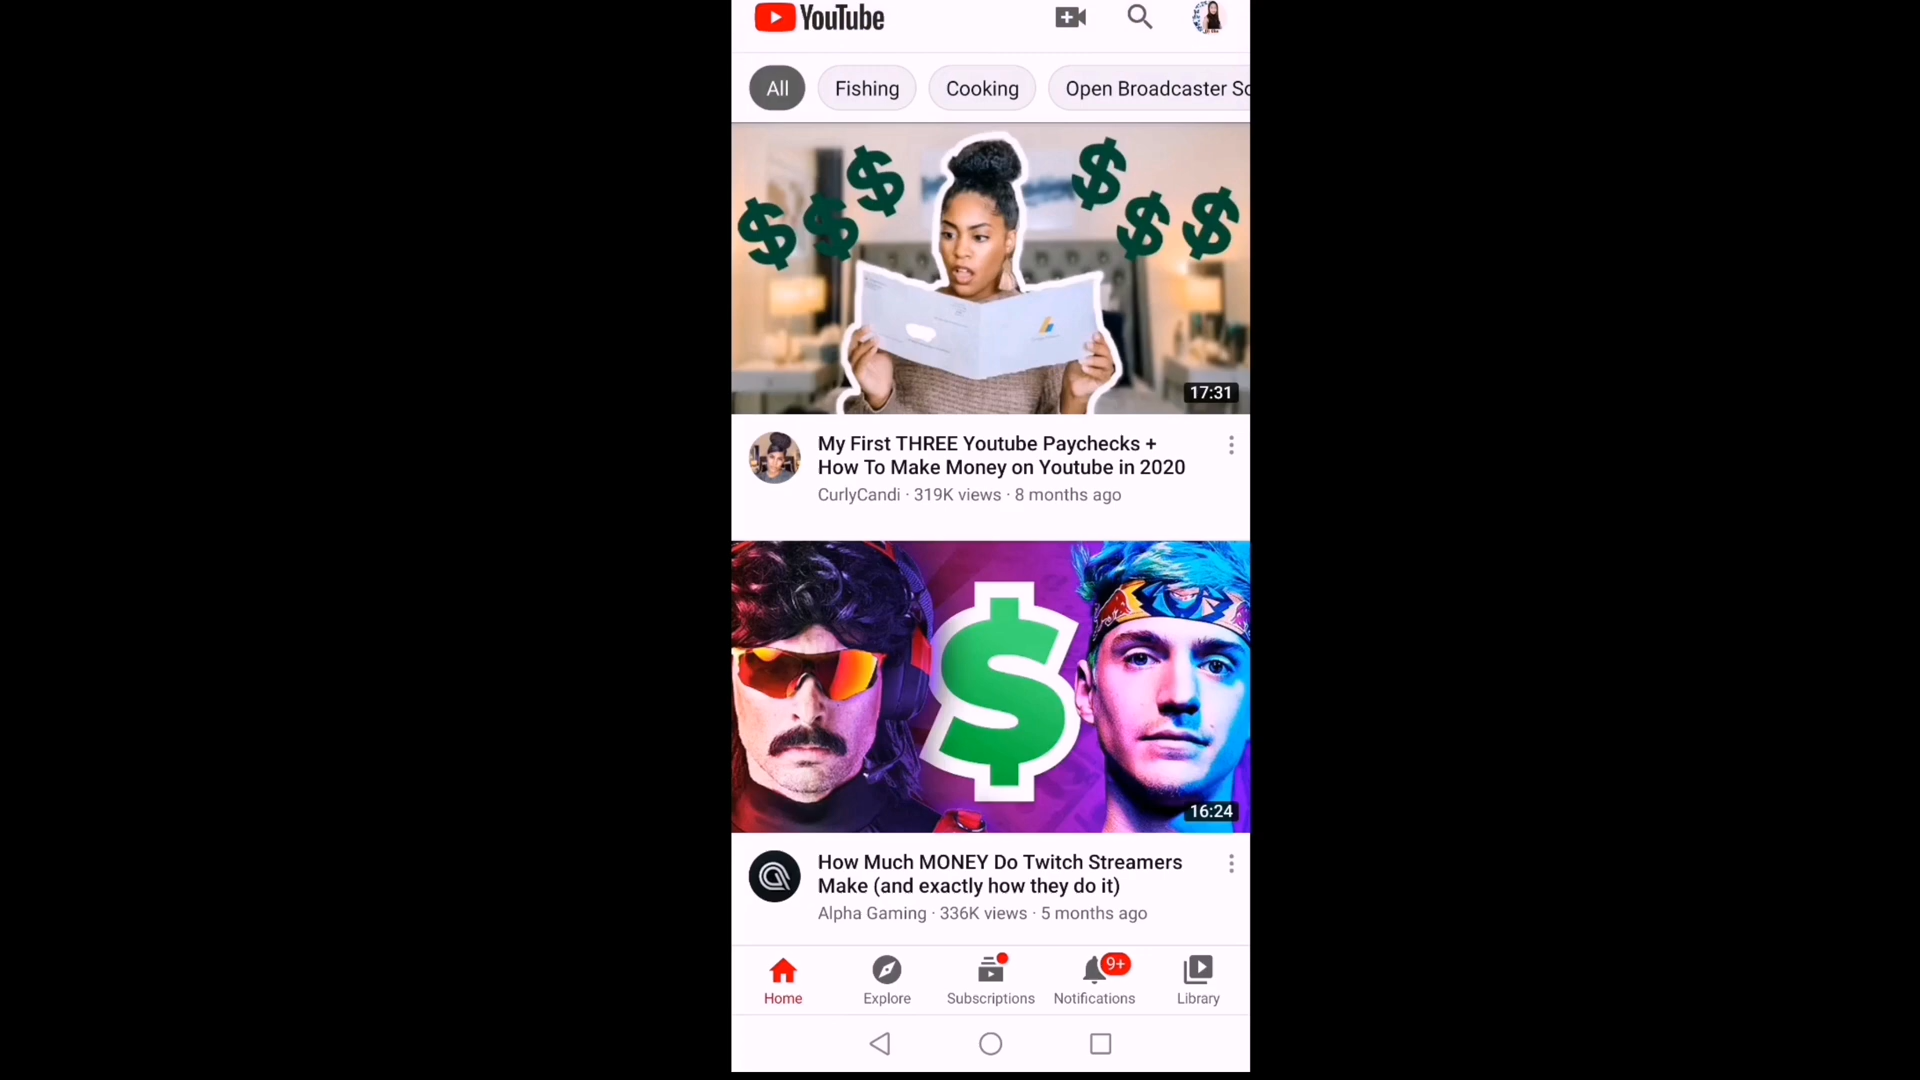 YouTube
All
Fishing
Cooking
Open Broadcaster So
$ $ $ $ $ $
17:31
My First THREE Youtube Paychecks +
How To Make Money on Youtube in 2020
CurlyCandi · 319K views · 8 months ago
$
16:24
How Much MONEY Do Twitch Streamers
Make (and exactly how they do it)
Alpha Gaming · 336K views · 5 months ago
9+
Home
Explore
Subscriptions
Notifications
Library